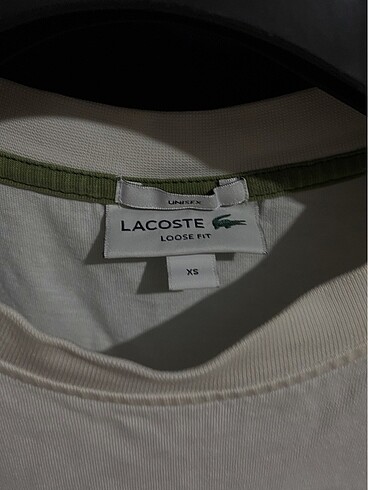 UNISEX
LACOSTE
LOOSE FIT
XS